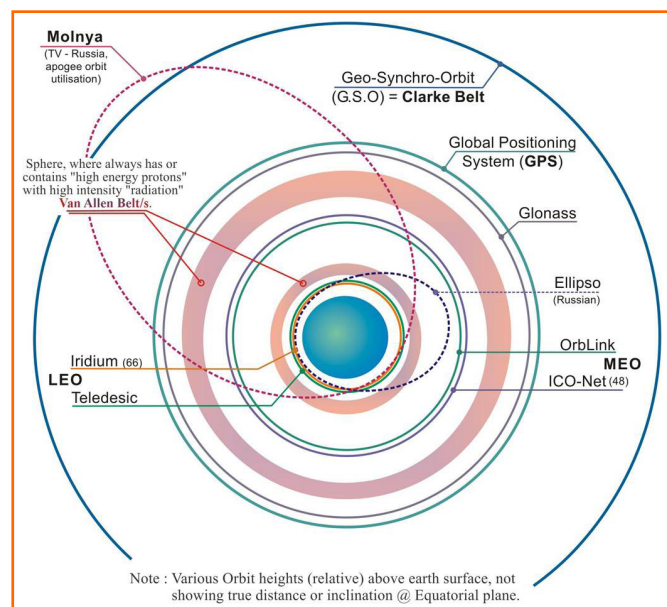 Molnya
(TV - Russia,
apogee orbit
utilisation)
Geo-Synchro-Orbit
(G.S.O) = Clarke Belt
Global Positioning
System (GPS)
Sphere, where always has or
contains "high energy protons"
with high intensity "radiation"
Van Allen Belt/s.
Glonass
Ellipso
(Russian)
Iridium (66)
LEO
Teledesic
OrbLink
MEO
ICO-Net (48)
Note : Various Orbit heights (relative) above earth surface, not
showing true distance or inclination @ Equatorial plane.